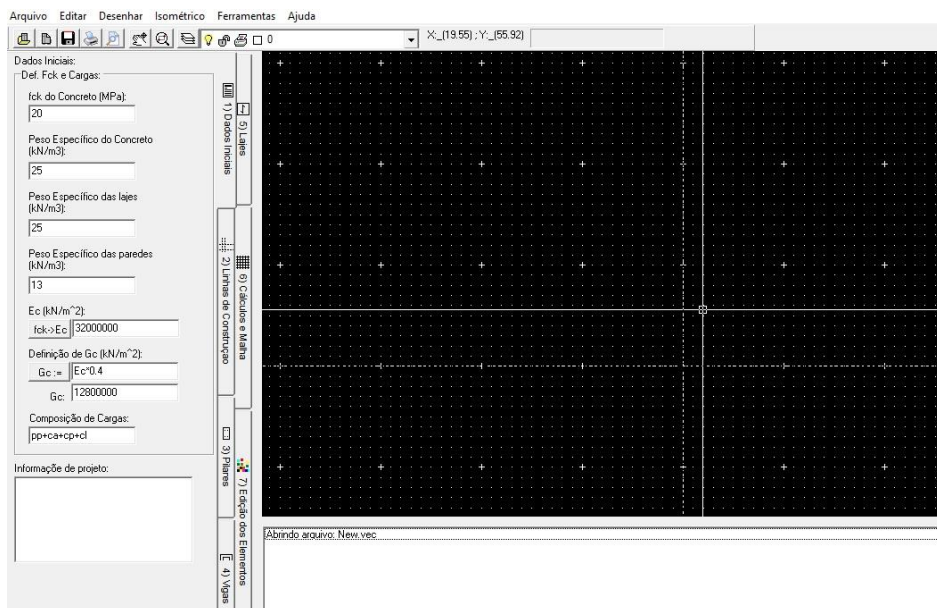 Arquivo Editar Desenhar Isométrico Ferramentas Ajuda
0
X:_(19.55) ; Y:_(55.92)
Dados Iniciais:
Def. Fck e Cargas:
fck do Concreto (MPa):
20
Peso Específico do Concreto
(kN/m3):
25
Peso Específico das lajes
(kN/m3):
25
Peso Específico das paredes
(kN/m3):
13
Ec (kN/m^2):
fck->Ec 32000000
Definição de Gc (kN/m^2):
Gc := Ec*0.4
Gc: 12800000
Composição de Cargas:
pp+ca+cp+cl
Informaçõe de projeto:
1) Dados Iniciais
2) Linhas de Construçao
3) Pilares
4) Vigas
5) Lajes
6) Cálculos e Malha
7) Edição dos Elementos
Abrindo arquivo: New.vec